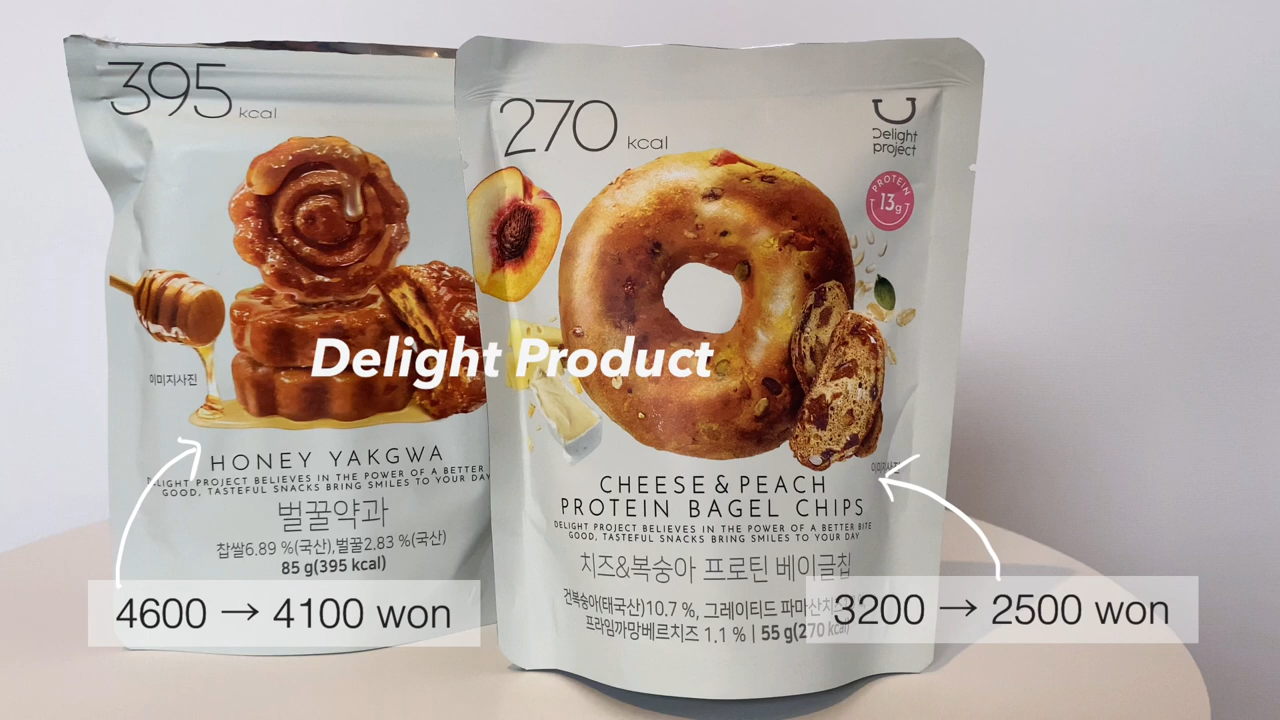 395 kcal
이미지사진
HONEY YAKGWA
DELIGHT PROJECT BELIEVES IN THE POWER OF A BETTER
GOOD, TASTEFUL SNACKS BRING SMILES TO YOUR DAY
벌꿀약과
찹쌀6.89 %(국산),벌꿀2.83 %(국산)
85 g(395 kcal)
4600 → 4100 won
Delight Product
270 kcal
Delight
project
PROTEIN
13g
이미지사진
CHEESE & PEACH
PROTEIN BAGEL CHIPS
DELIGHT PROJECT BELIEVES IN THE POWER OF A BETTER BITE
GOOD, TASTEFUL SNACKS BRING SMILES TO YOUR DAY
치즈&복숭아 프로틴 베이글칩
건복숭아(태국산)10.7 %, 그레이티드 파마산치즈
프라임까망베르치즈 1.1 % | 55 g(270 kcal)
3200 → 2500 won